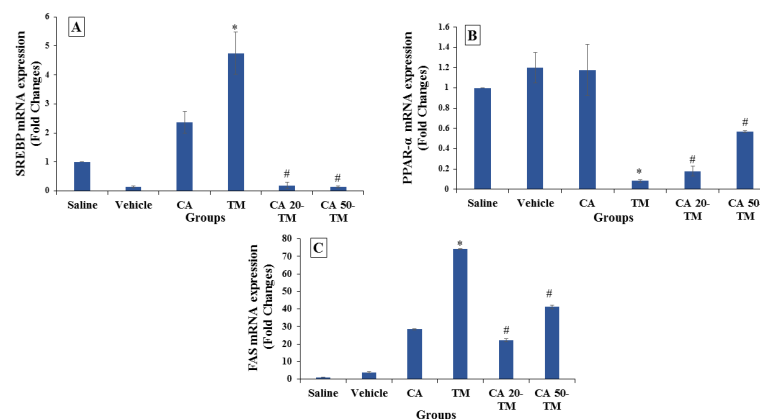 A
SREBP mRNA expression
(Fold Changes)
6
5
4
3
2
1
0
*
#
#
Saline Vehicle CA TM CA 20- CA 50-
TM TM
Groups
B
PPAR-α mRNA expression
(Fold Changes)
1.6
1.4
1.2
1
0.8
0.6
0.4
0.2
0
*
#
#
Saline Vehicle CA TM CA 20- CA 50-
TM TM
Groups
C
FAS mRNA expression
(Fold Changes)
80
70
60
50
40
30
20
10
0
*
#
#
Saline Vehicle CA TM CA 20- CA 50-
TM TM
Groups